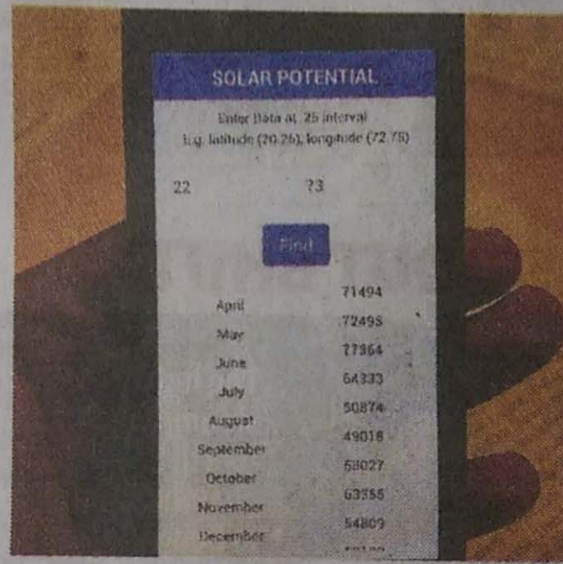 SOLAR POTENTIAL
Enter Data at .25 interval
E.g. latitude (20.25), longitude (72.75)
22 73
Find
71494
April
72495
May
77364
June
64333
July
50874
August
49018
September
58027
October
63355
November
54809
December